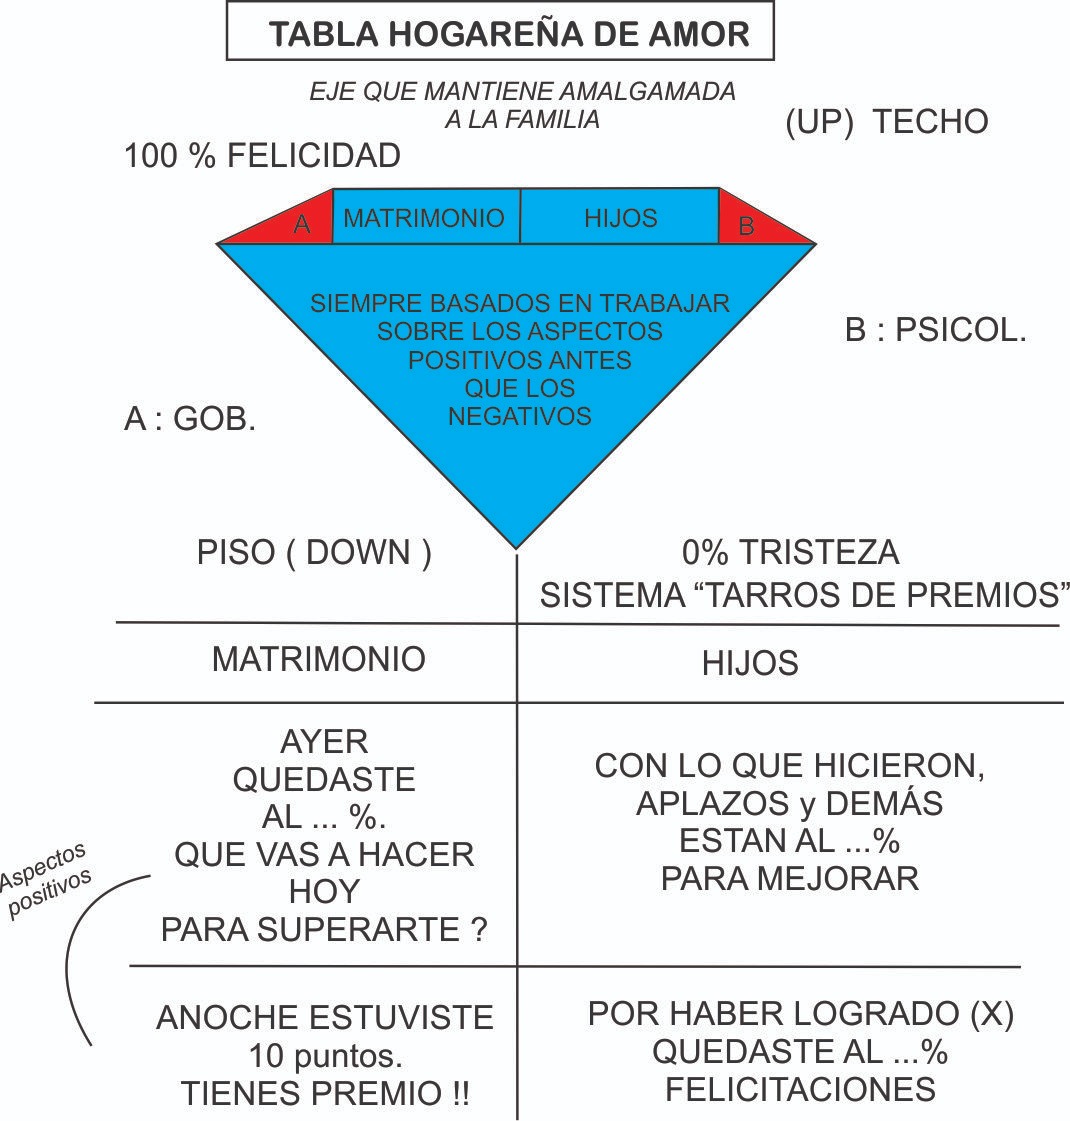 TABLA HOGAREÑA DE AMOR
EJE QUE MANTIENE AMALGAMADA
A LA FAMILIA
(UP) TECHO
100 % FELICIDAD
A
MATRIMONIO
HIJOS
B
SIEMPRE BASADOS EN TRABAJAR
SOBRE LOS ASPECTOS
POSITIVOS ANTES
QUE LOS
NEGATIVOS
B : PSICOL.
A : GOB.
PISO ( DOWN )
0% TRISTEZA
SISTEMA “TARROS DE PREMIOS”
MATRIMONIO
HIJOS
AYER
QUEDASTE
AL ... %.
QUE VAS A HACER
HOY
PARA SUPERARTE ?
CON LO QUE HICIERON,
APLAZOS y DEMÁS
ESTAN AL ...%
PARA MEJORAR
Aspectos
positivos
ANOCHE ESTUVISTE
10 puntos.
TIENES PREMIO !!
POR HABER LOGRADO (X)
QUEDASTE AL ...%
FELICITACIONES